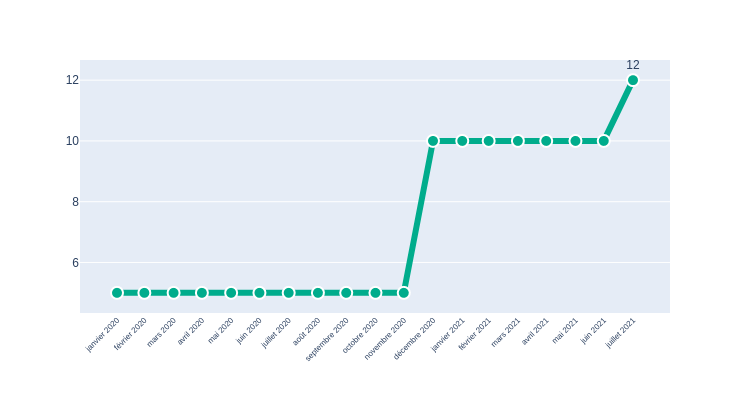 12
12
10
8
6
janvier 2020
février 2020
mars 2020
avril 2020
mai 2020
juin 2020
juillet 2020
août 2020
septembre 2020
octobre 2020
novembre 2020
décembre 2020
janvier 2021
février 2021
mars 2021
avril 2021
mai 2021
juin 2021
juillet 2021